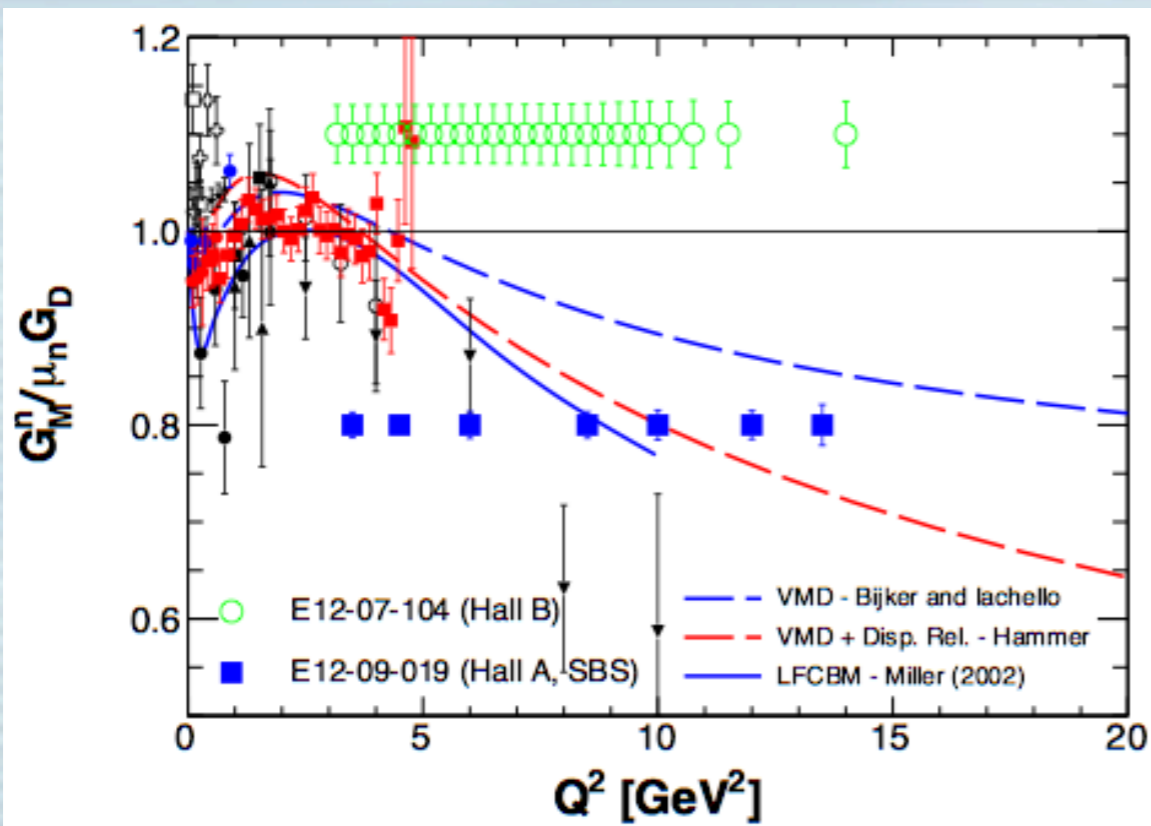 1.2
1.0
0.8
0.6
G_M^n/μ_nG_D
E12-07-104 (Hall B)
E12-09-019 (Hall A, SBS)
VMD - Bijker and Iachello
VMD + Disp. Rel. - Hammer
LFCBM - Miller (2002)
0 5 10 15 20
Q² [GeV²]